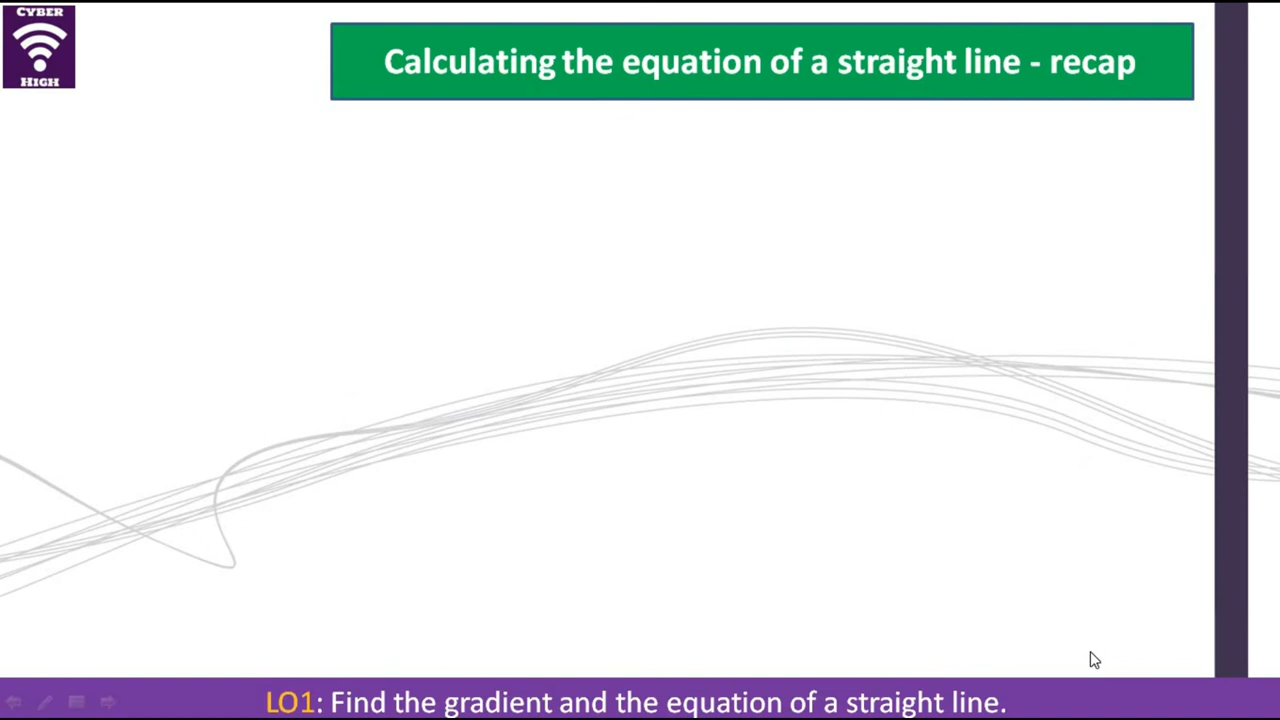 CYBER
HIGH
Calculating the equation of a straight line - recap
LO1: Find the gradient and the equation of a straight line.